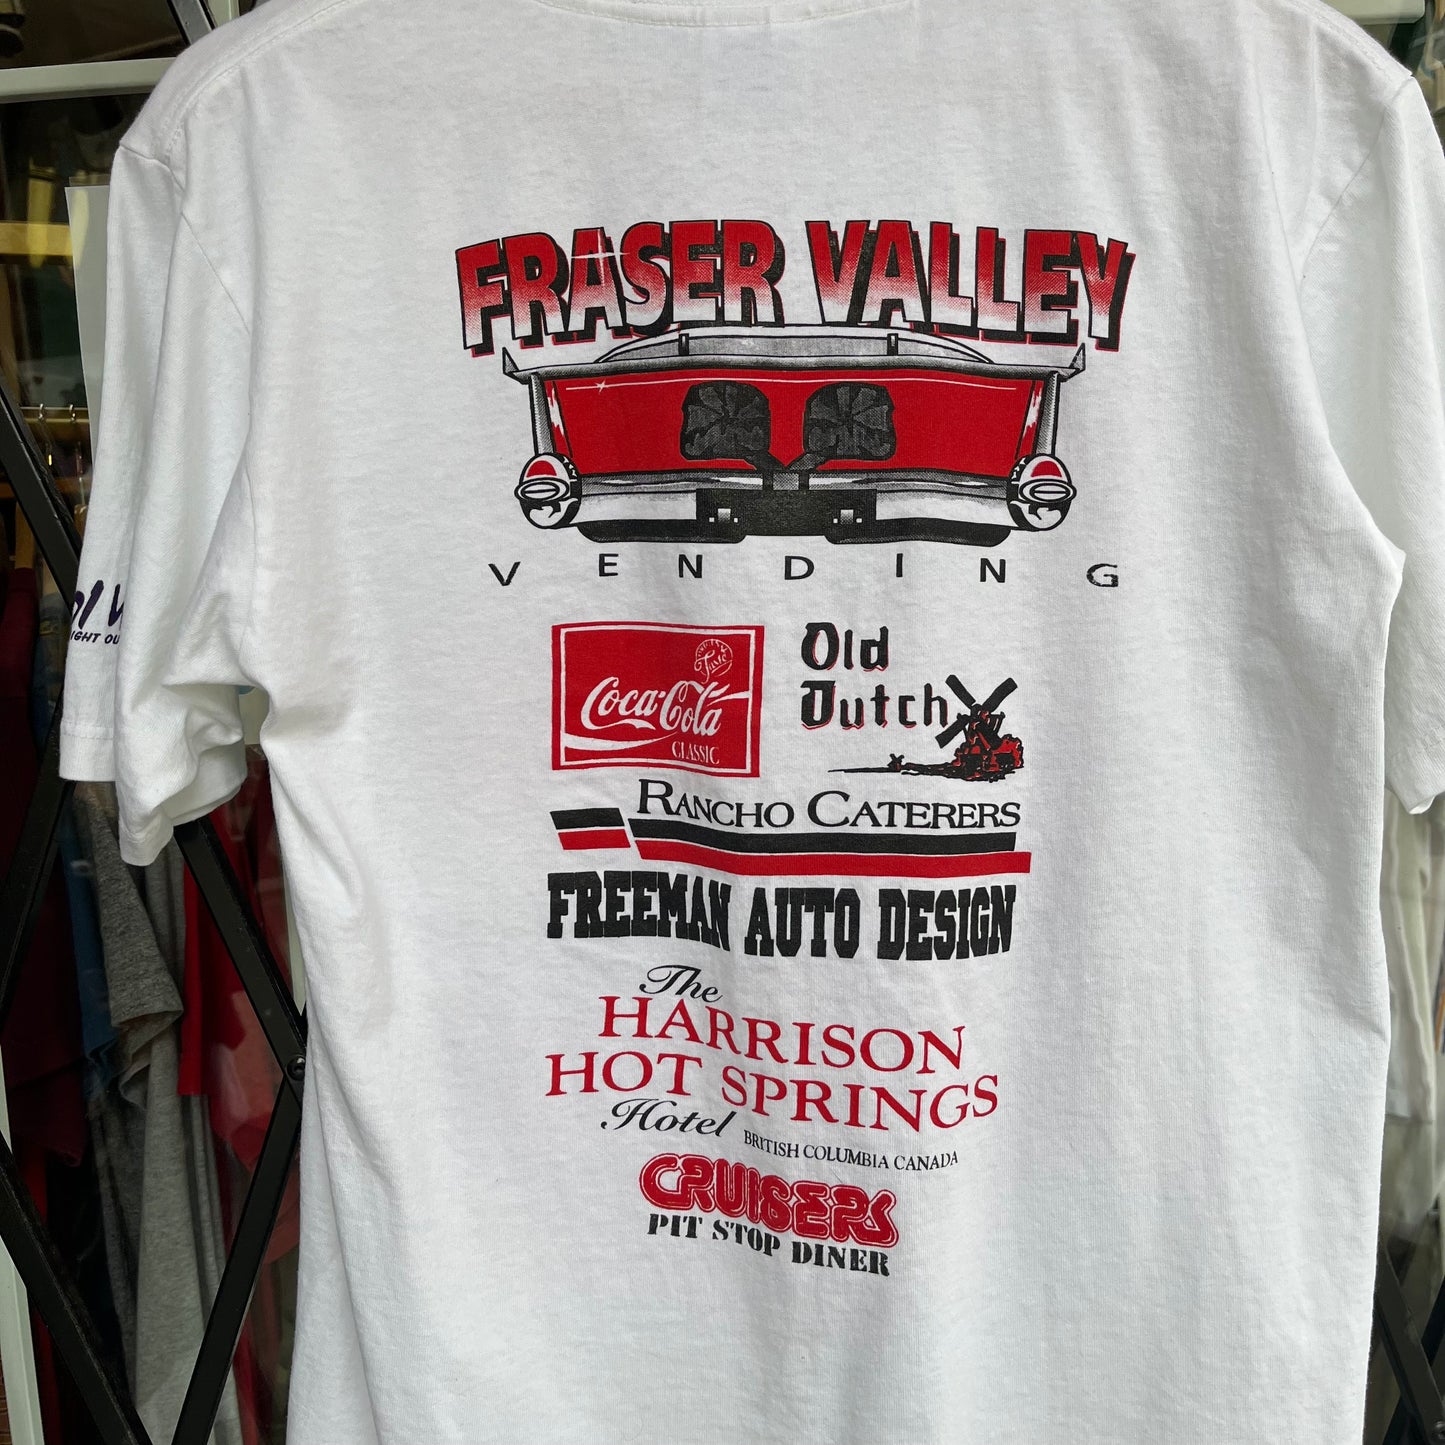 FRASER VALLEY
VENDING
Coca-Cola
CLASSIC
Old
Dutch
RANCHO CATERERS
FREEMAN AUTO DESIGN
The
HARRISON
HOT SPRINGS
Hotel BRITISH COLUMBIA CANADA
CRUISERS
PIT STOP DINER